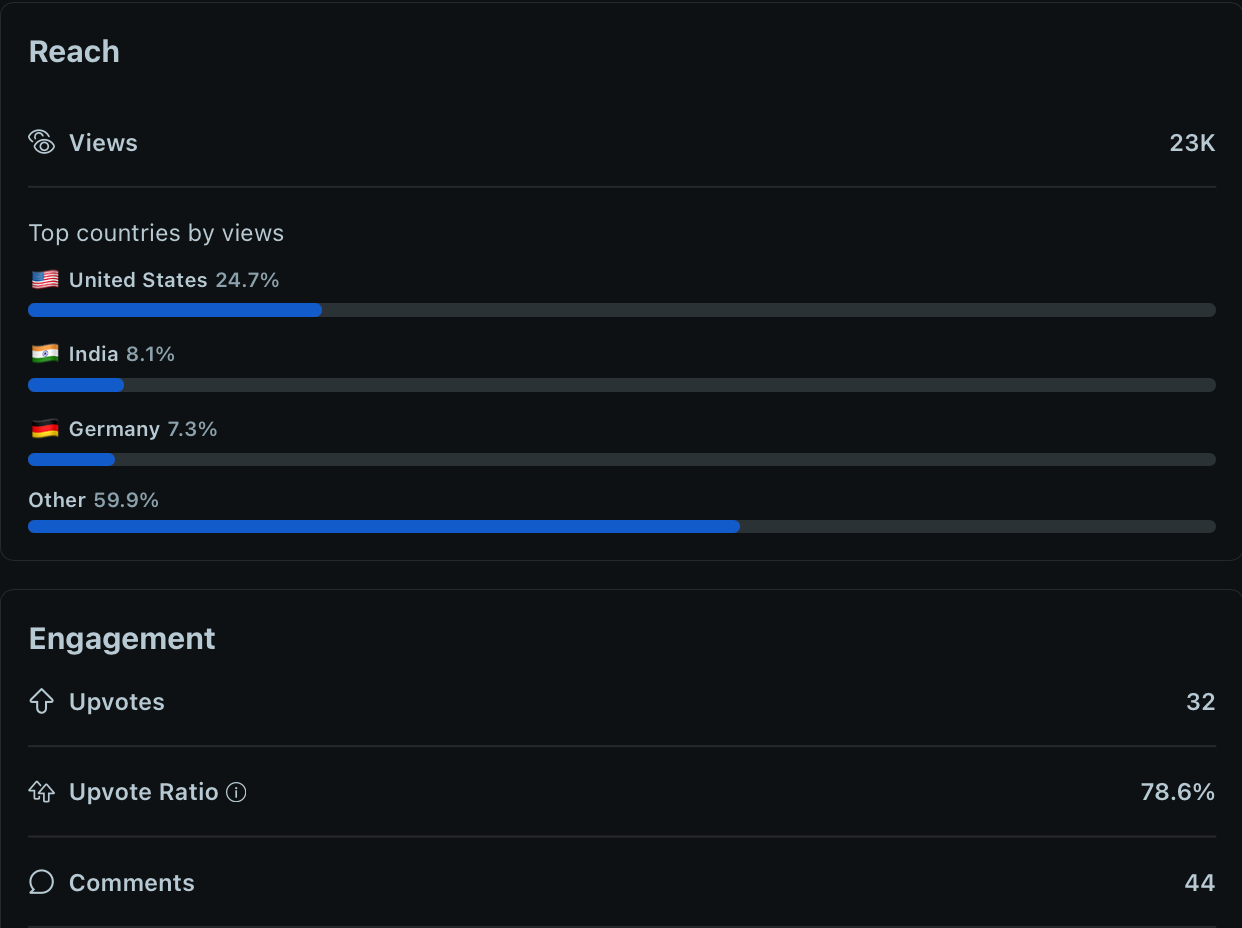 Reach
Views 23K
Top countries by views
United States 24.7%
India 8.1%
Germany 7.3%
Other 59.9%
Engagement
Upvotes 32
Upvote Ratio 78.6%
Comments 44